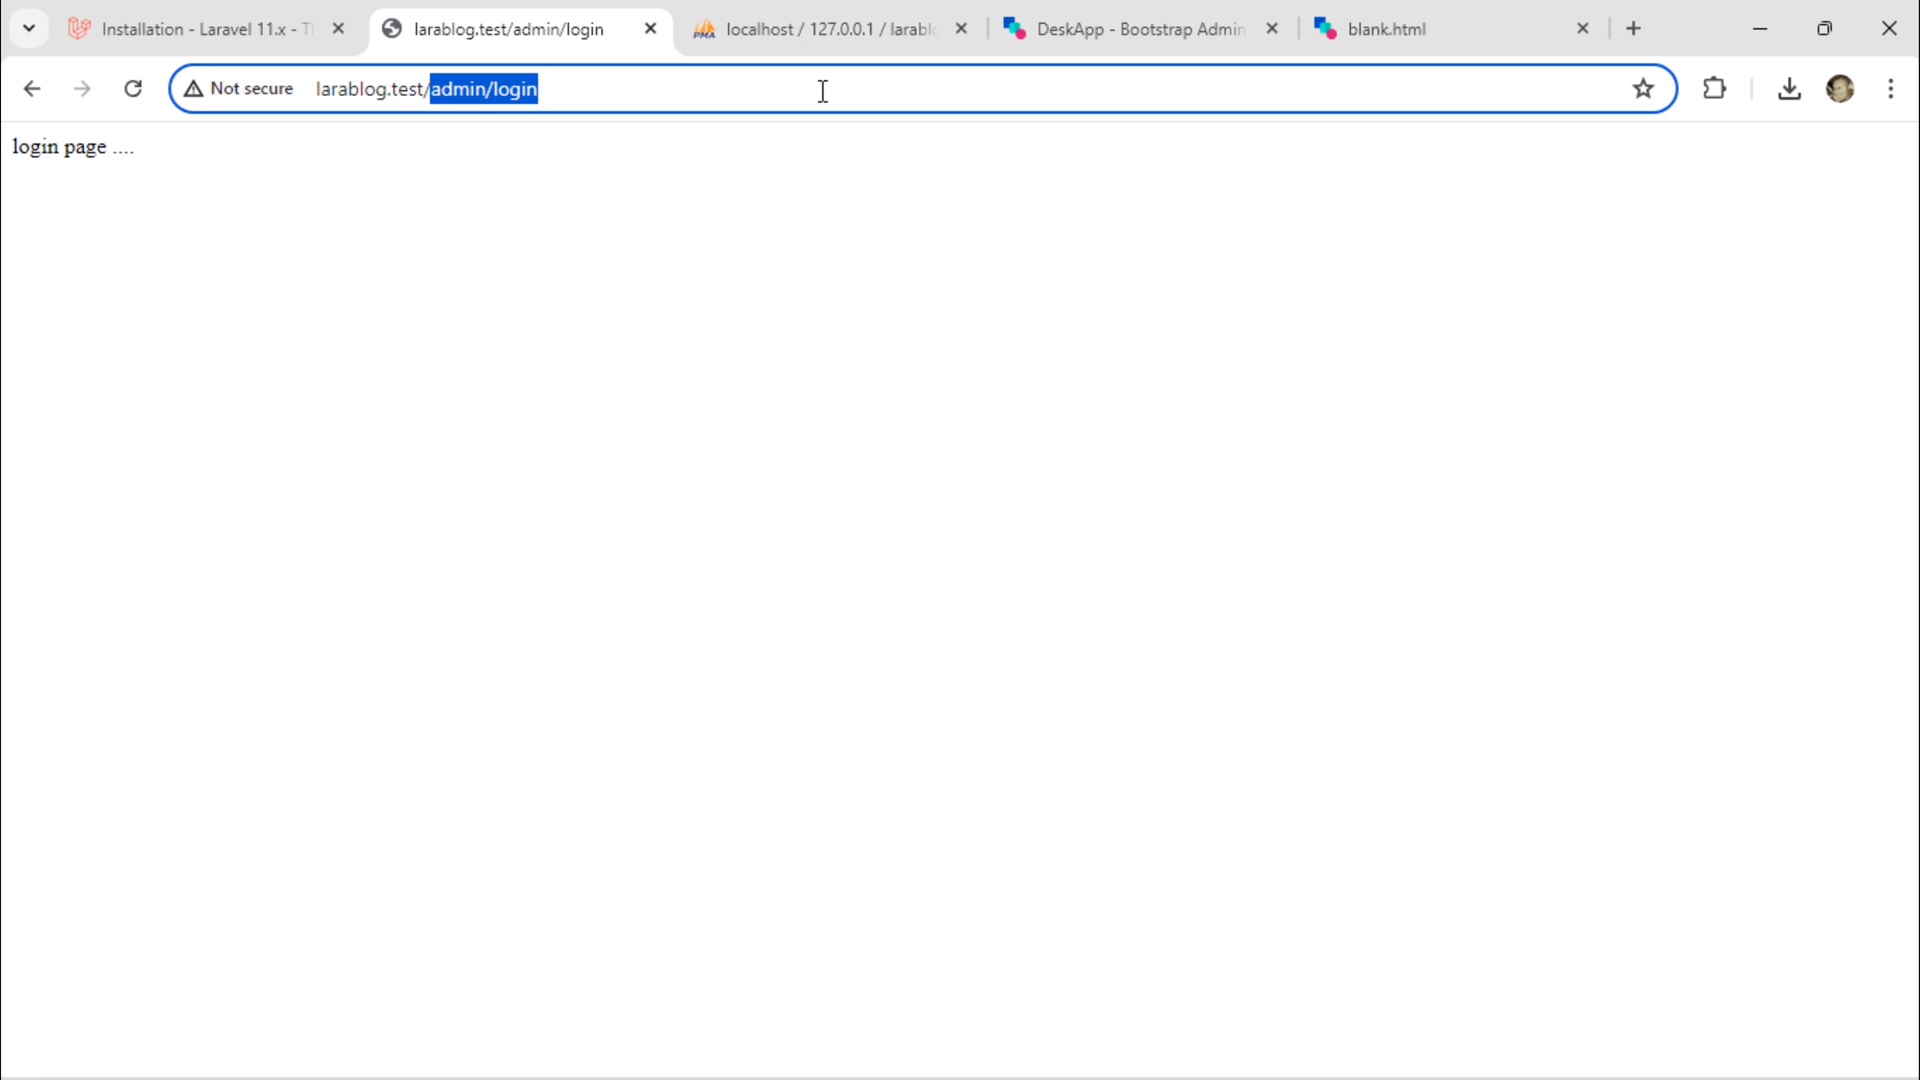 Installation - Laravel 11.x - T
larablog.test/admin/login
localhost / 127.0.0.1 / larablo
DeskApp - Bootstrap Admin
blank.html
Not secure
larablog.test/admin/login
login page ....